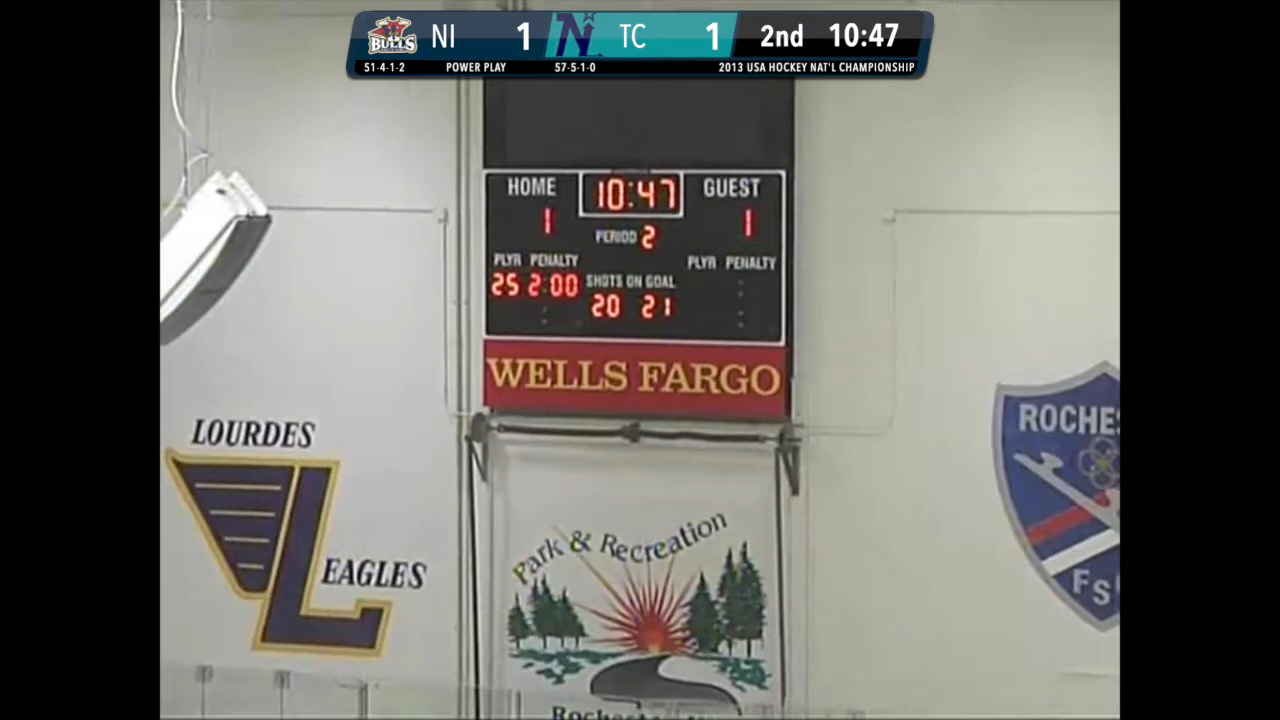 BULLS NI 1 TC 1 2nd 10:47
51-4-1-2 POWER PLAY 57-5-1-0 2013 USA HOCKEY NAT'L CHAMPIONSHIP
HOME 10:47 GUEST
1 1
PERIOD 2
PLYR PENALTY PLYR PENALTY
25 2:00 SHOTS ON GOAL
20 21
WELLS FARGO
LOURDES
EAGLES
Park & Recreation
FS